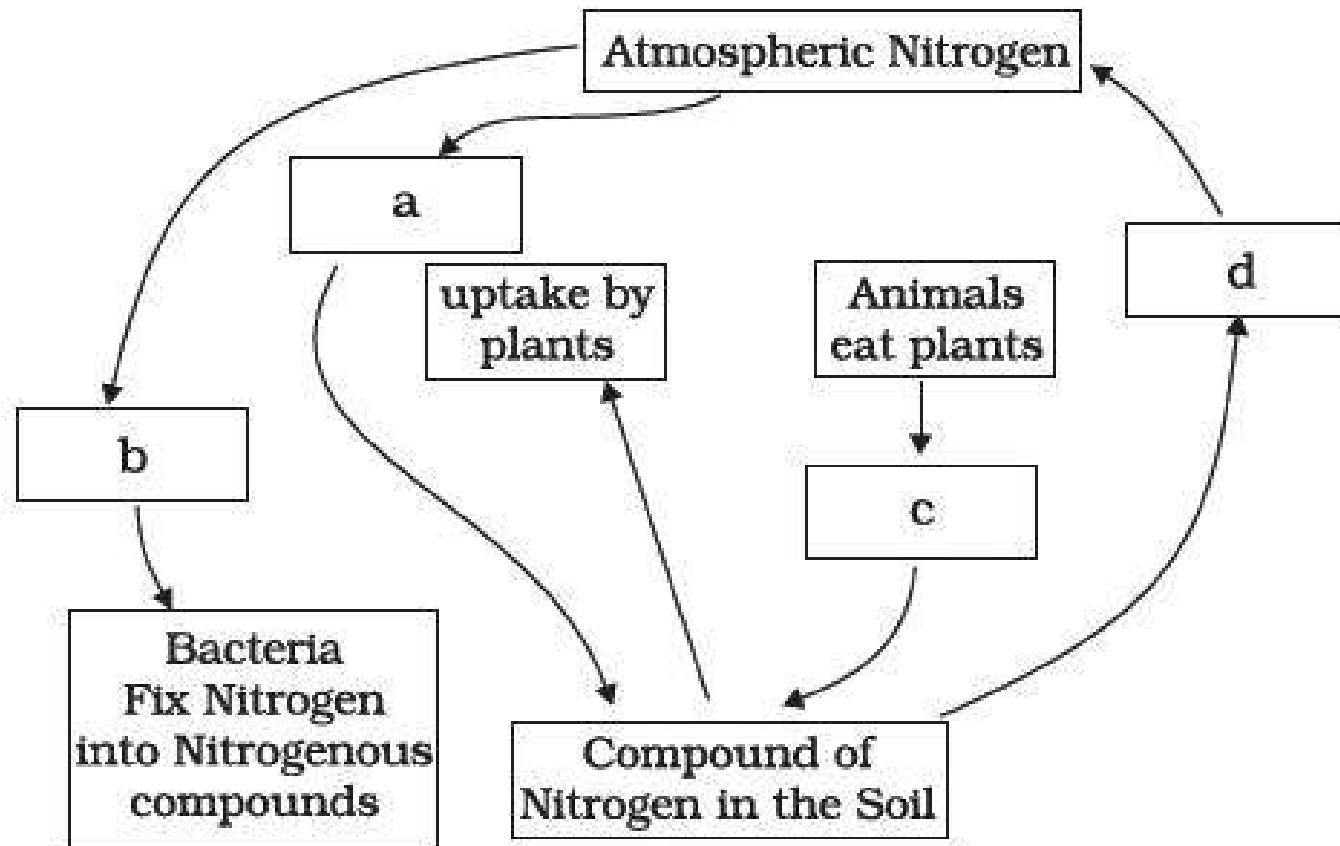 Atmospheric Nitrogen
a
uptake by
plants
Animals
eat plants
d
b
c
Bacteria
Fix Nitrogen
into Nitrogenous
compounds
Compound of
Nitrogen in the Soil